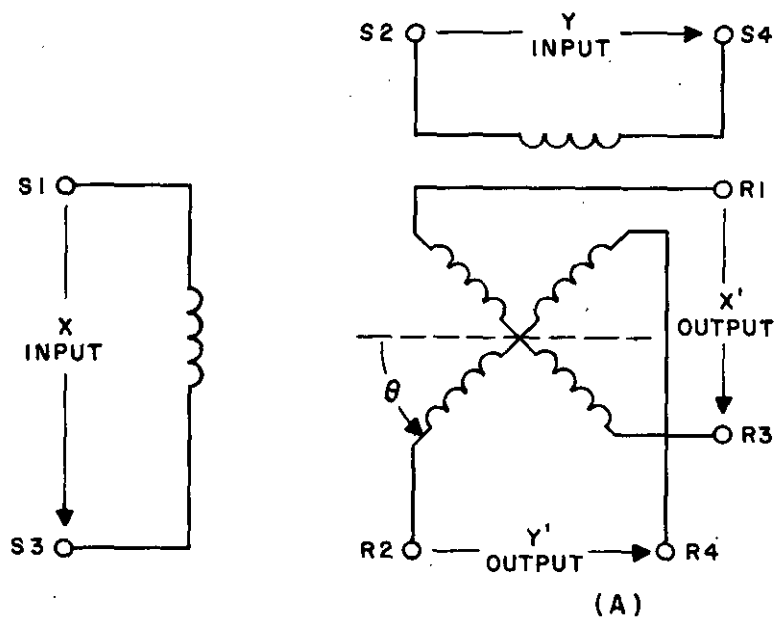 S2
Y
INPUT
S4
S1
X
INPUT
S3
R1
X'
OUTPUT
R3
θ
R2
Y'
OUTPUT
R4
(A)